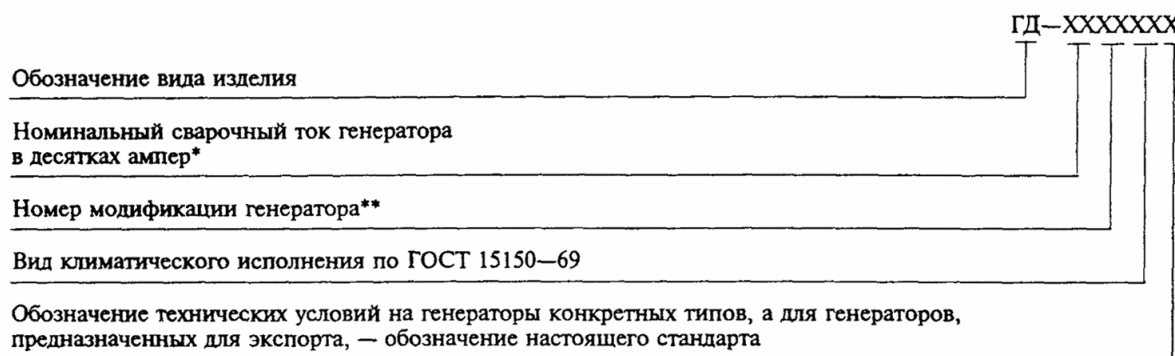 ГД—XXXXXXX
Обозначение вида изделия
Номинальный сварочный ток генератора
в десятках ампер*
Номер модификации генератора**
Вид климатического исполнения по ГОСТ 15150—69
Обозначение технических условий на генераторы конкретных типов, а для генераторов,
предназначенных для экспорта, — обозначение настоящего стандарта